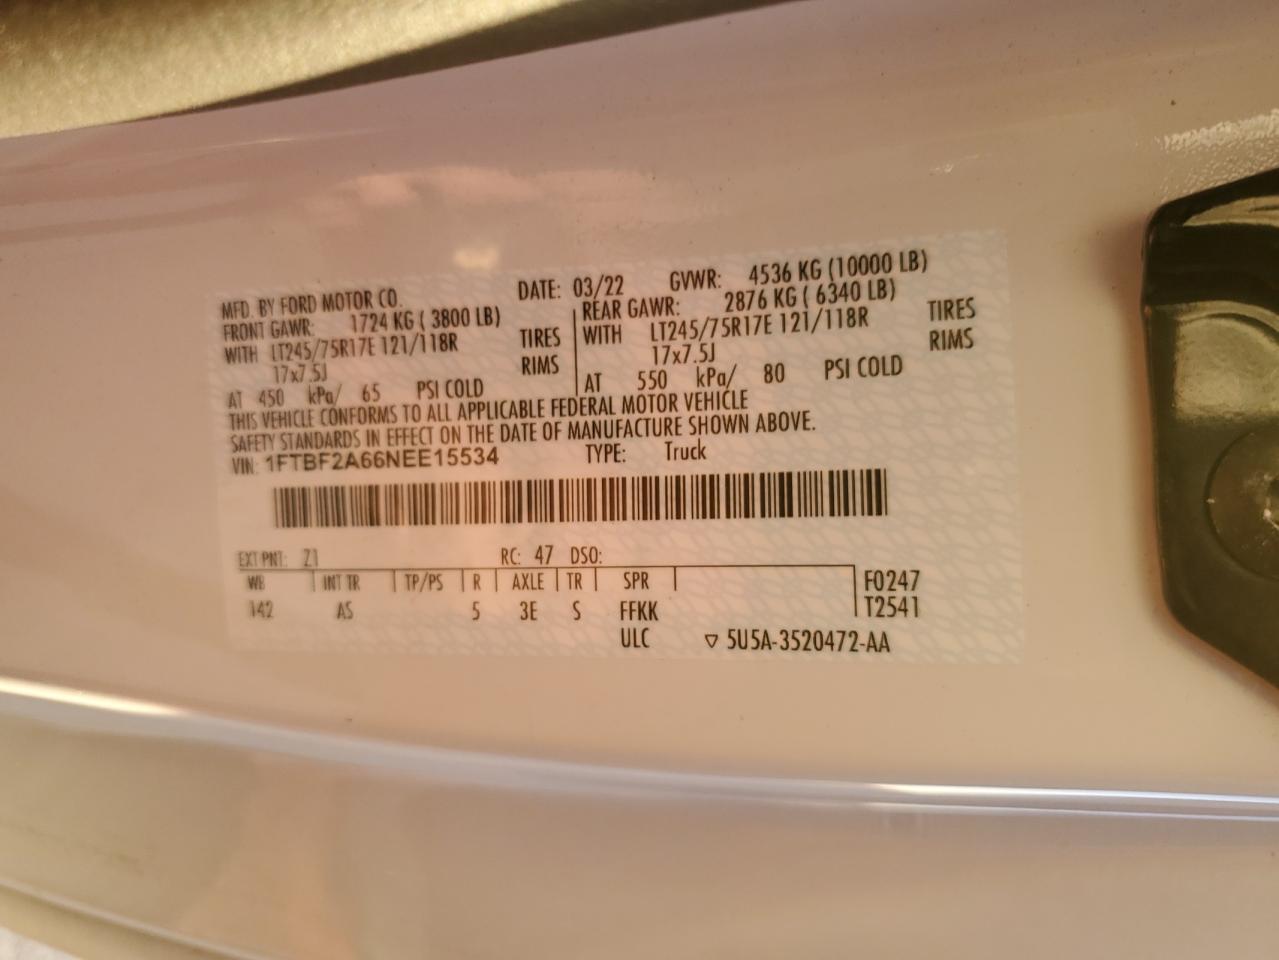 MFD. BY FORD MOTOR CO. DATE: 03/22 GVWR: 4536 KG (10000 LB)
FRONT GAWR: 1724 KG ( 3800 LB) REAR GAWR: 2876 KG ( 6340 LB)
WITH LT245/75R17E 121/118R TIRES WITH LT245/75R17E 121/118R TIRES
17x7.5J RIMS 17x7.5J RIMS
AT 450 kPa/ 65 PSI COLD AT 550 kPa/ 80 PSI COLD
THIS VEHICLE CONFORMS TO ALL APPLICABLE FEDERAL MOTOR VEHICLE
SAFETY STANDARDS IN EFFECT ON THE DATE OF MANUFACTURE SHOWN ABOVE.
VIN: 1FTBF2A66NEE15534 TYPE: Truck
EXT PNT: Z1 RC: 47 DSO:
WB INT TR TP/PS R AXLE TR SPR F0247
142 AS 5 3E S FFKK T2541
ULC ▽ 5U5A-3520472-AA